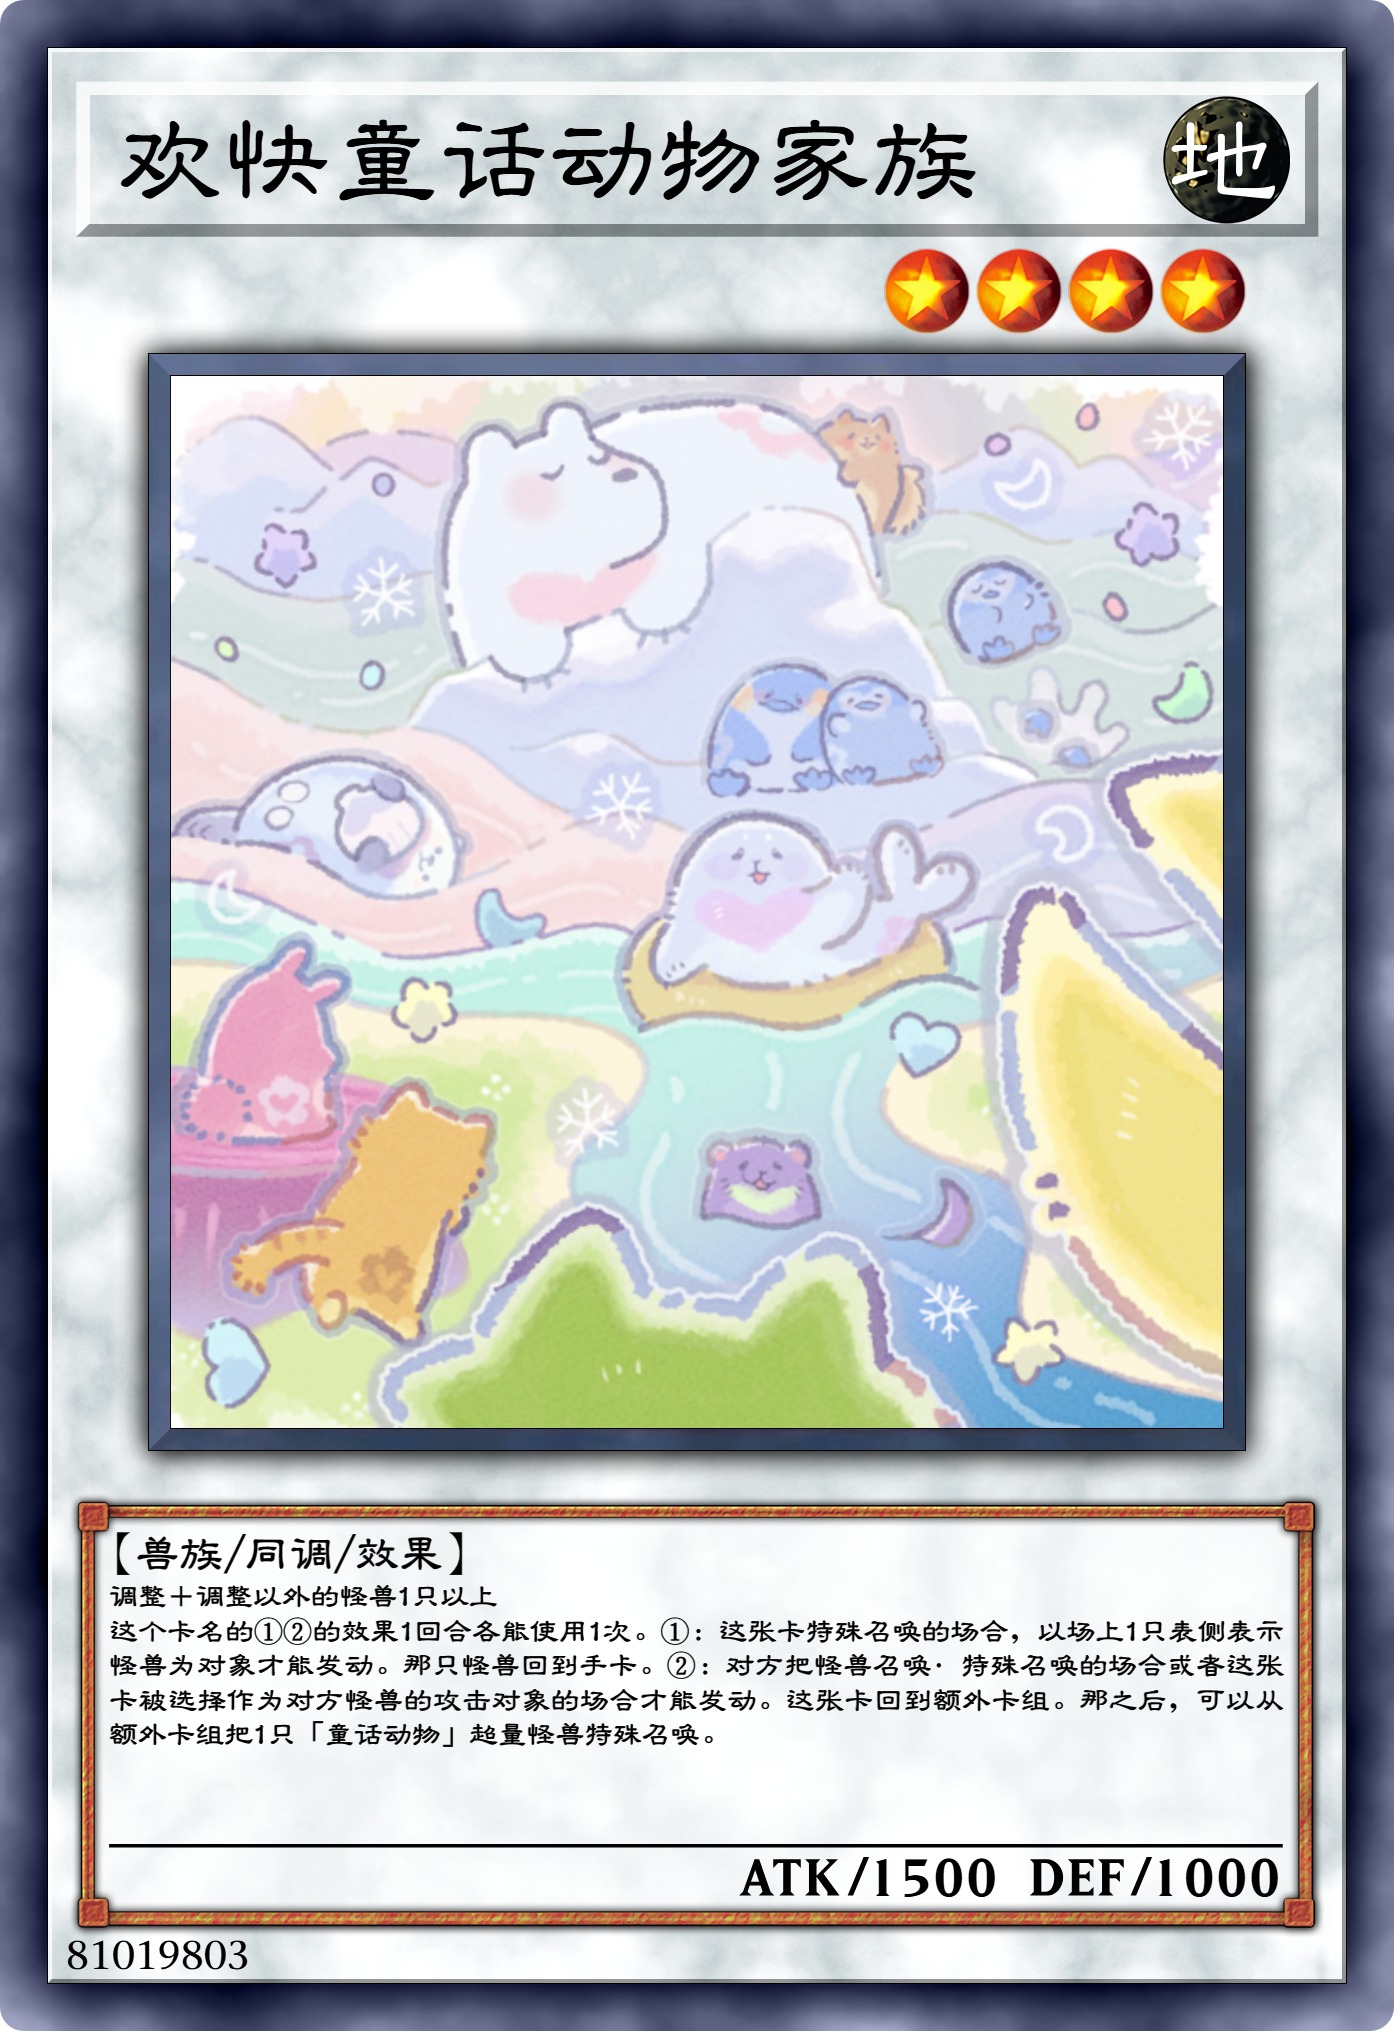 欢快童话动物家族
地
【兽族/同调/效果】
调整＋调整以外的怪兽1只以上
这个卡名的①②的效果1回合各能使用1次。①：这张卡特殊召唤的场合，以场上1只表侧表示
怪兽为对象才能发动。那只怪兽回到手卡。②：对方把怪兽召唤·特殊召唤的场合或者这张
卡被选择作为对方怪兽的攻击对象的场合才能发动。这张卡回到额外卡组。那之后，可以从
额外卡组把1只「童话动物」超量怪兽特殊召唤。
ATK/1500 DEF/1000
81019803